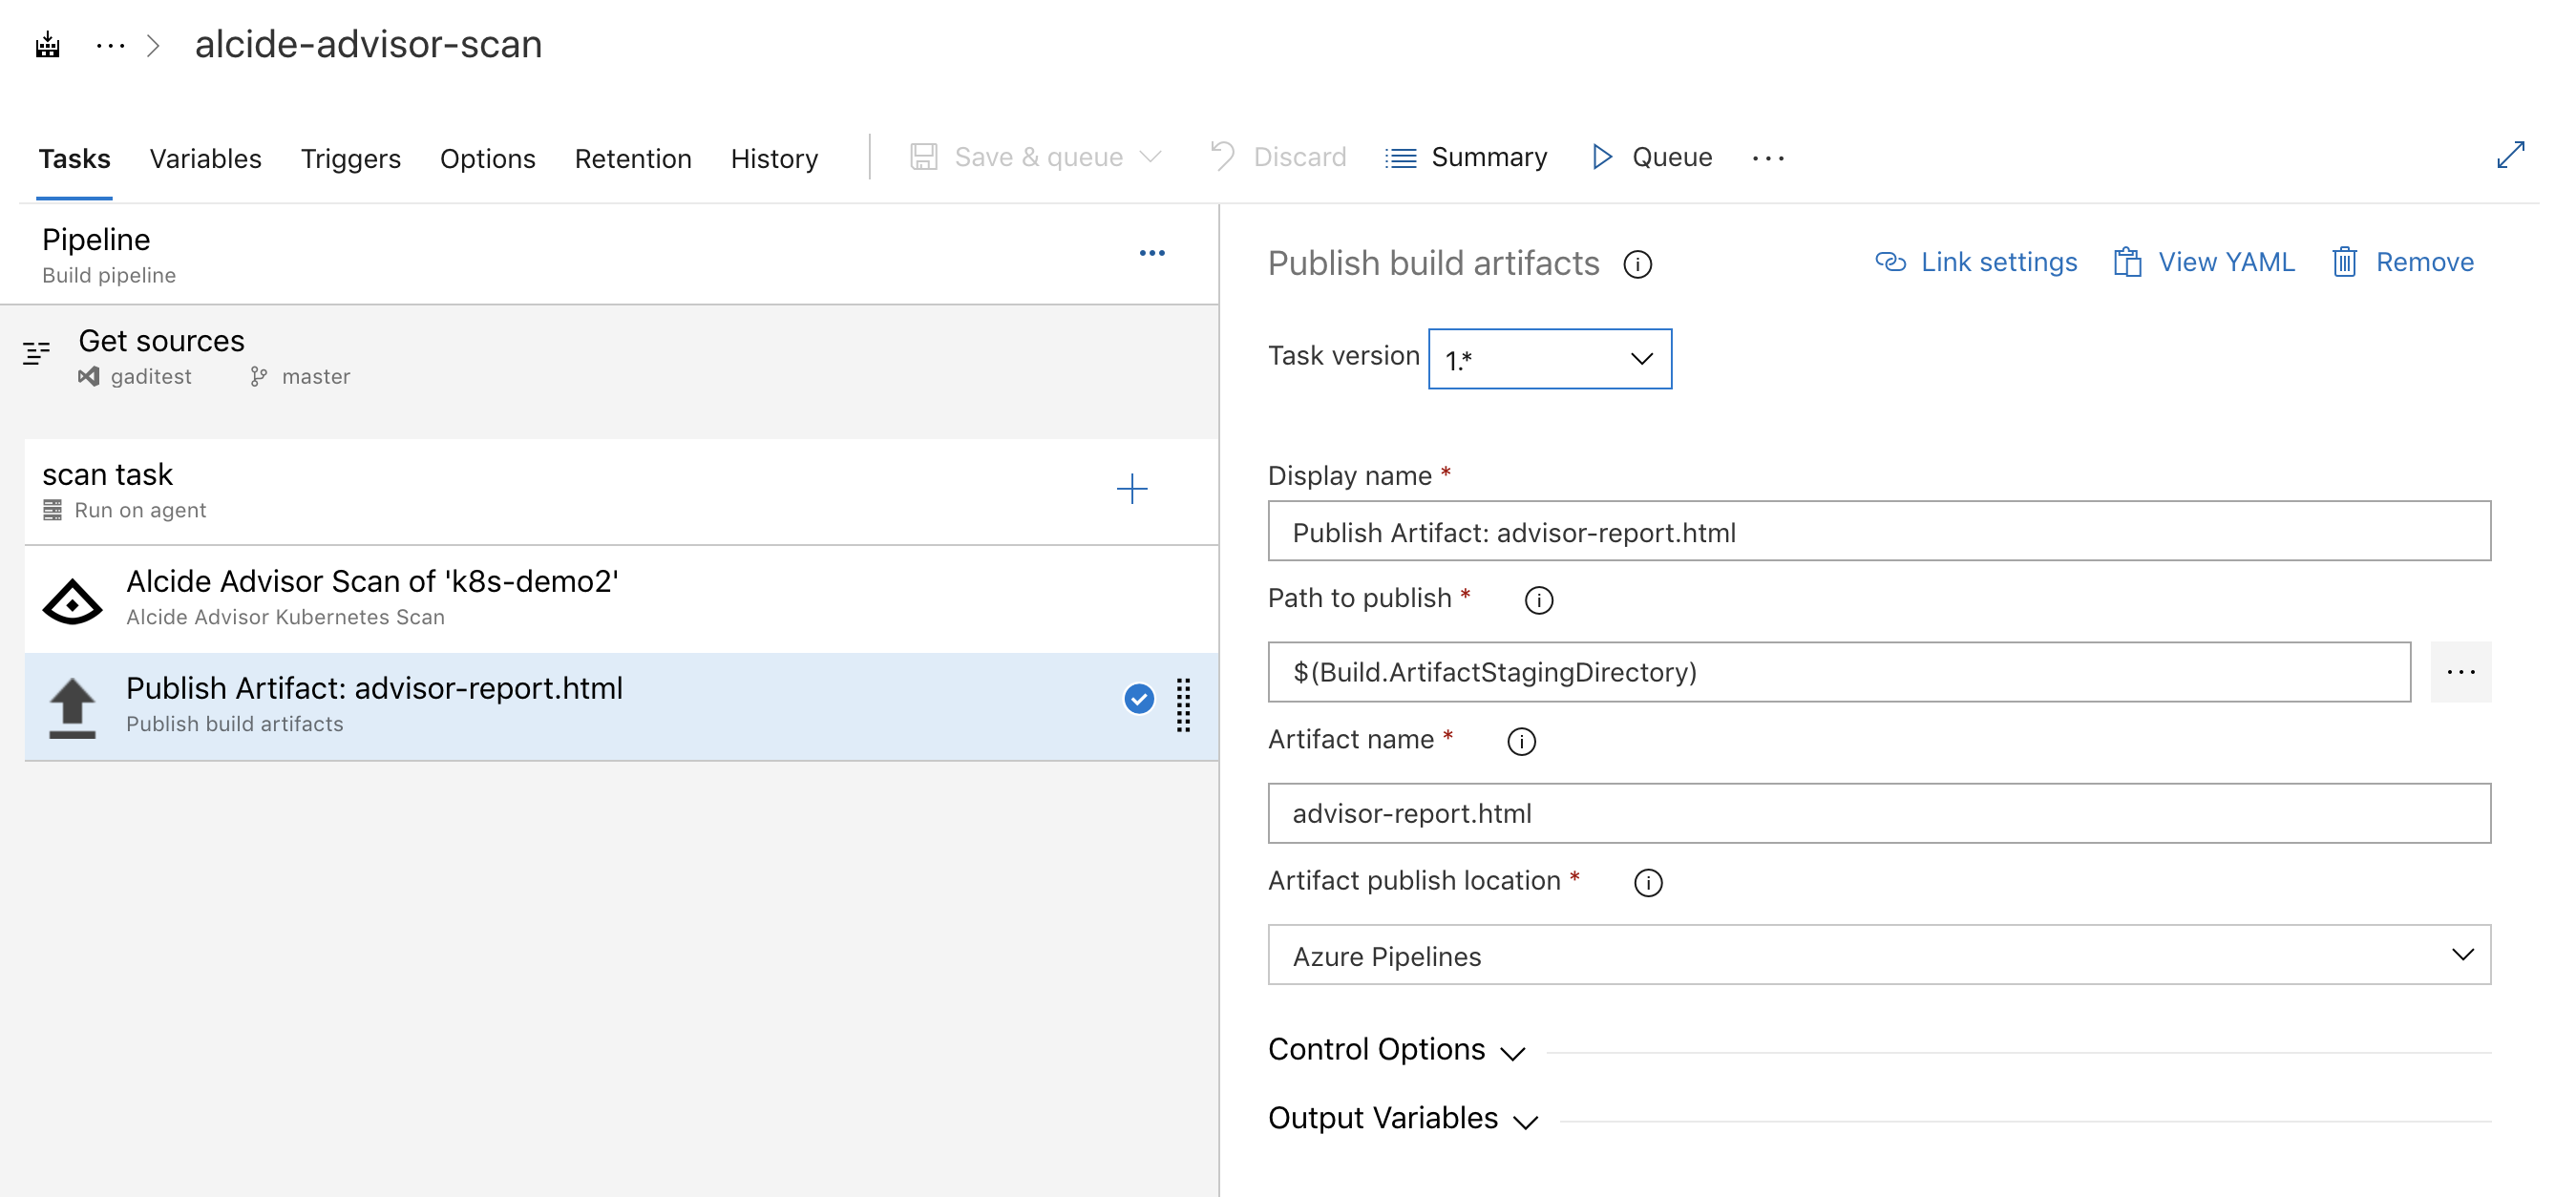 alcide-advisor-scan
Tasks Variables Triggers Options Retention History Save & queue Discard Summary Queue
Pipeline
Build pipeline
Get sources
gaditest master
scan task
Run on agent
Alcide Advisor Scan of 'k8s-demo2'
Alcide Advisor Kubernetes Scan
Publish Artifact: advisor-report.html
Publish build artifacts
Publish build artifacts Link settings View YAML Remove
Task version 1.*
Display name *
Publish Artifact: advisor-report.html
Path to publish *
$(Build.ArtifactStagingDirectory)
Artifact name *
advisor-report.html
Artifact publish location *
Azure Pipelines
Control Options
Output Variables